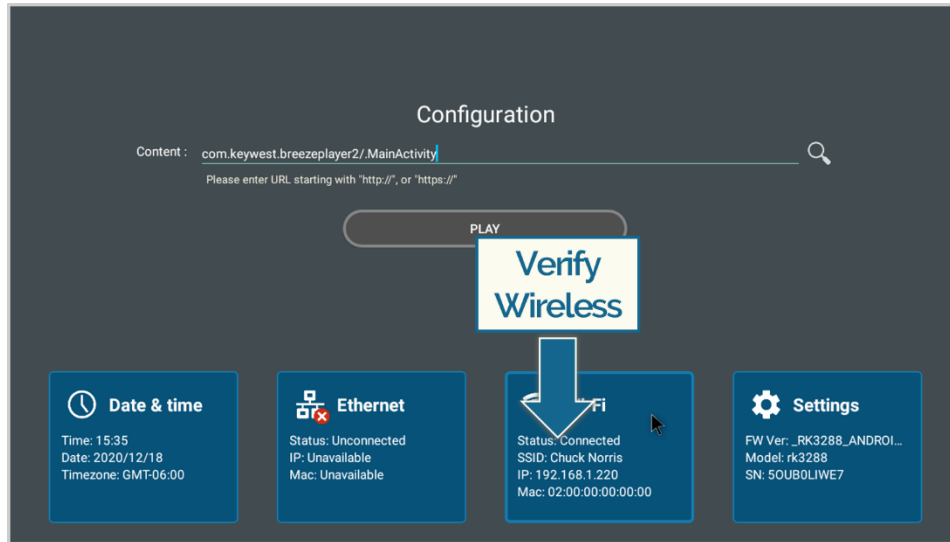 Configuration
Content : com.keywest.breezeplayer2/.MainActivity
Please enter URL starting with "http://", or "https://"
PLAY
Verify
Wireless
Date & time
Time: 15:35
Date: 2020/12/18
Timezone: GMT-06:00
Ethernet
Status: Unconnected
IP: Unavailable
Mac: Unavailable
Fi
Status: Connected
SSID: Chuck Norris
IP: 192.168.1.220
Mac: 02:00:00:00:00:00
Settings
FW Ver: _RK3288_ANDROI...
Model: rk3288
SN: 5OUB0LIWE7